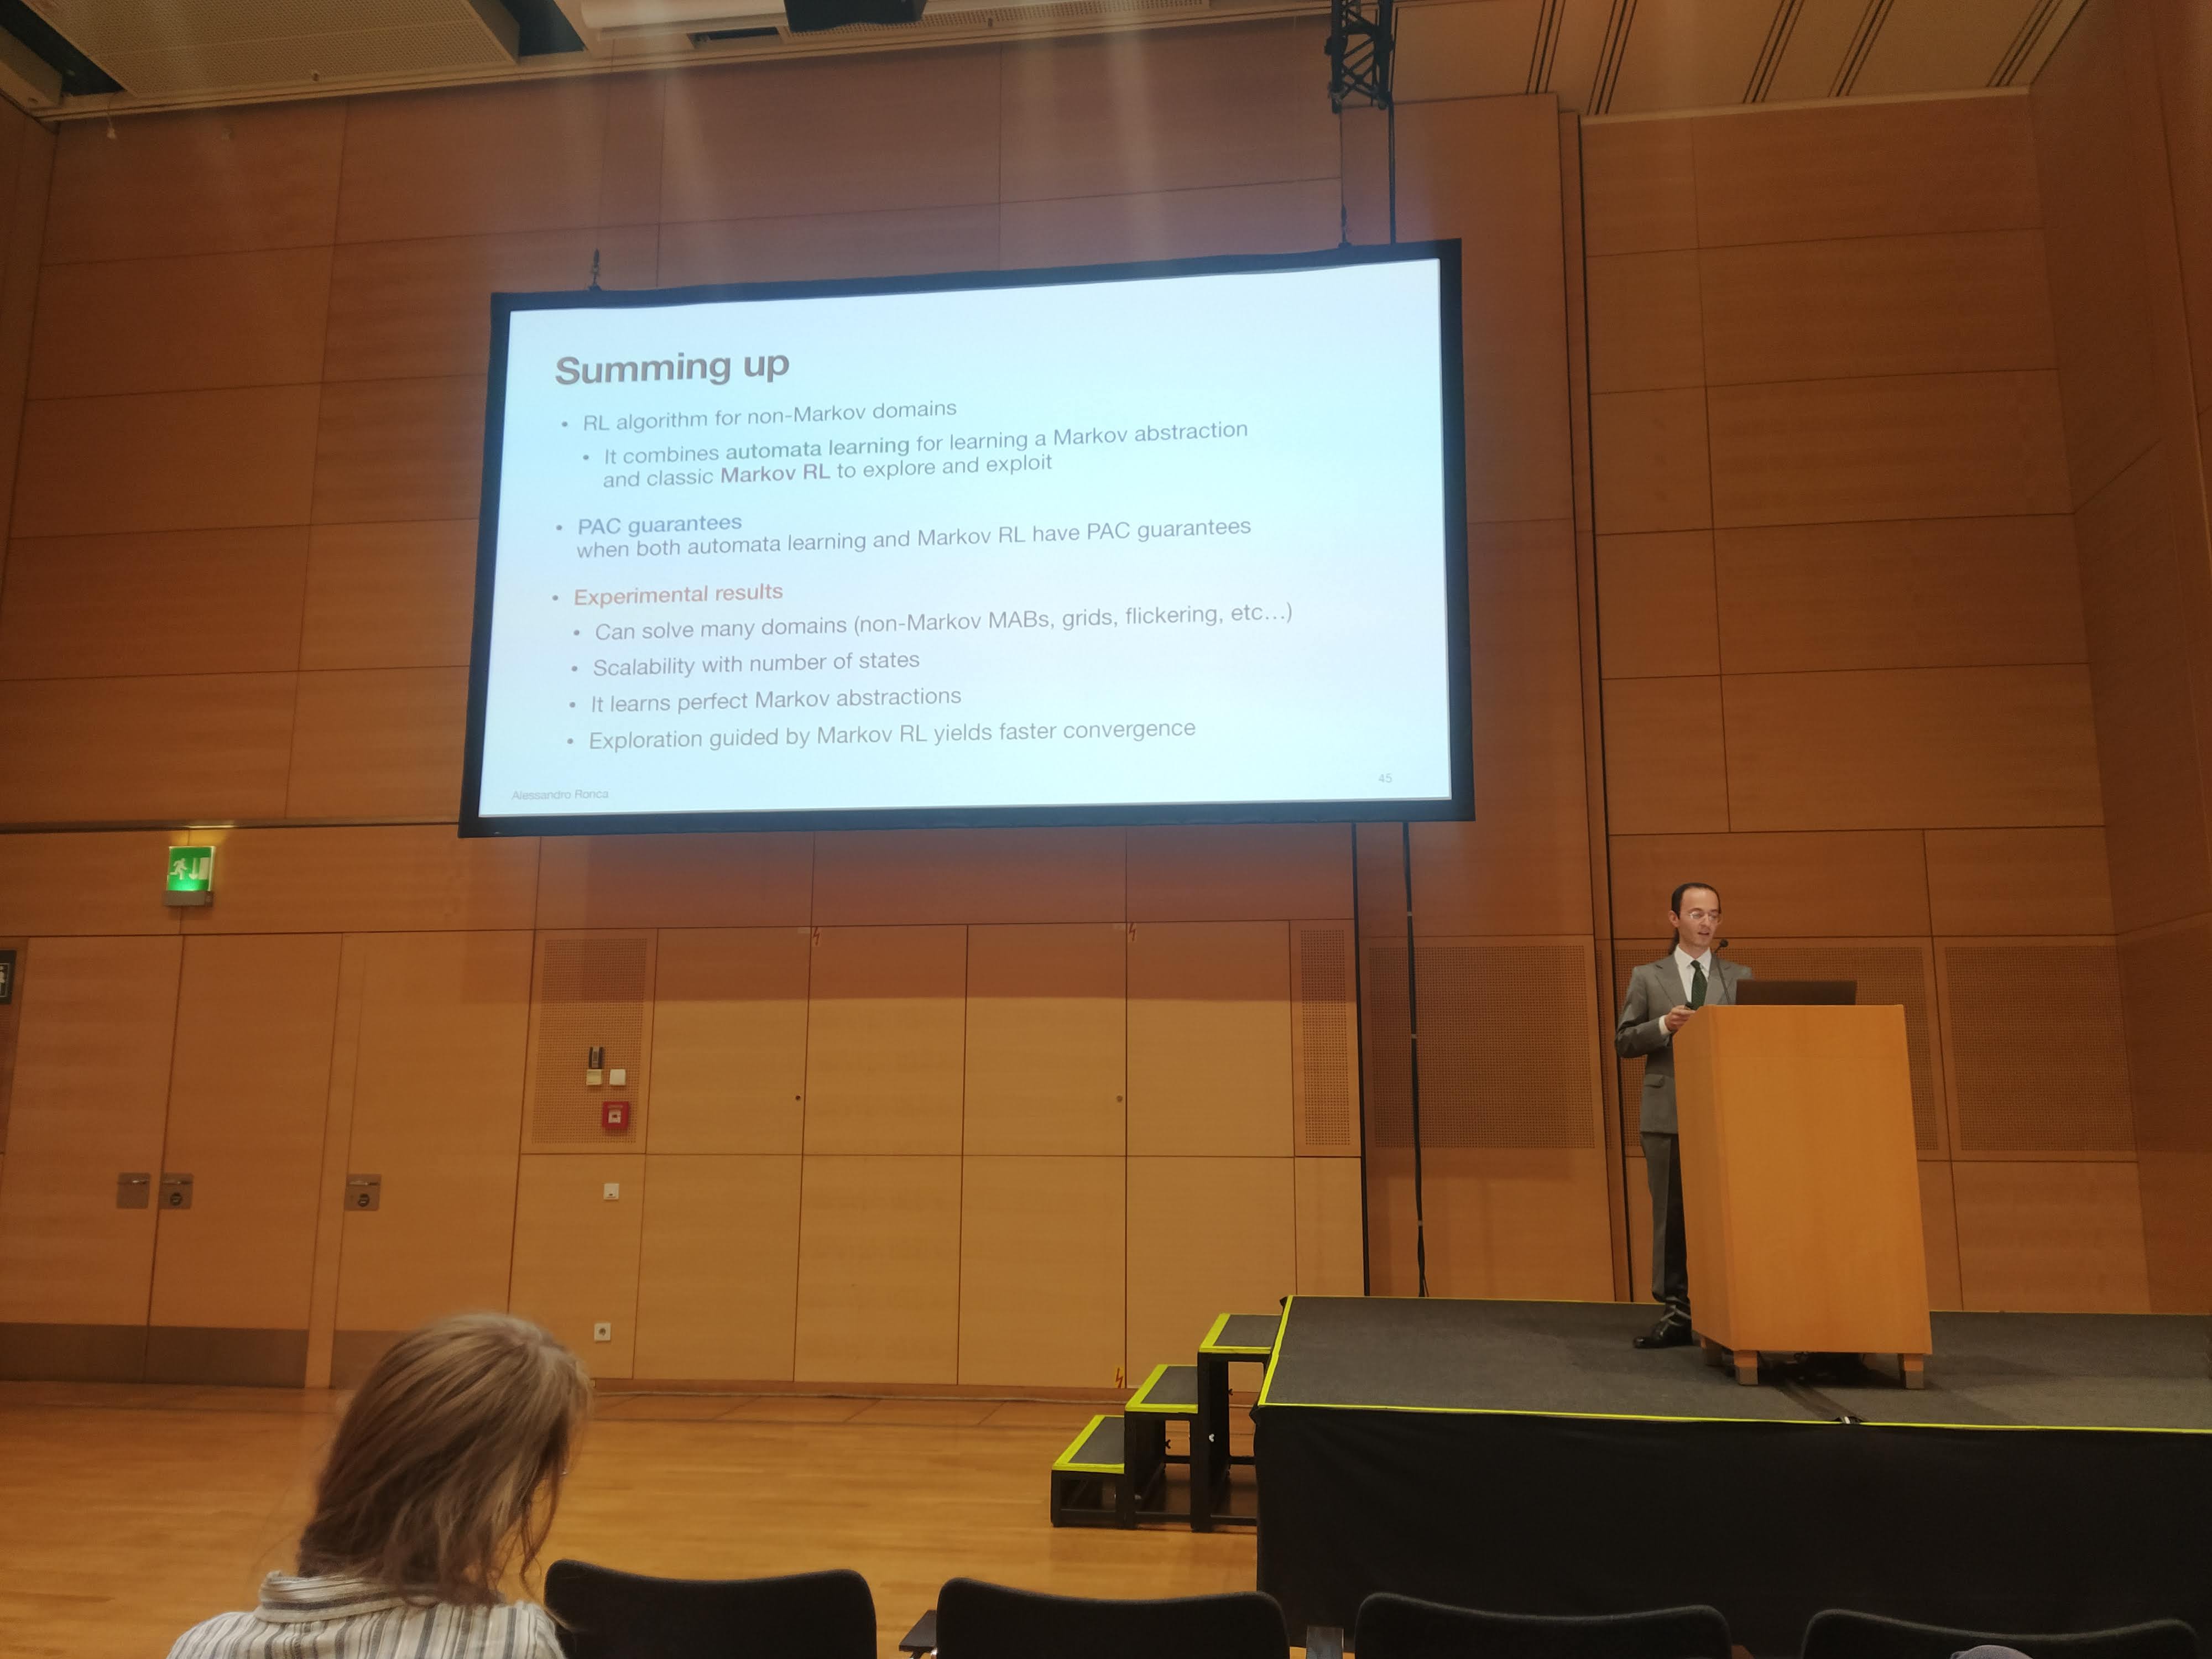 Summing up
• RL algorithm for non-Markov domains
• It combines automata learning for learning a Markov abstraction
and classic Markov RL to explore and exploit
• PAC guarantees
when both automata learning and Markov RL have PAC guarantees
• Experimental results
• Can solve many domains (non-Markov MABs, grids, flickering, etc…)
• Scalability with number of states
• It learns perfect Markov abstractions
• Exploration guided by Markov RL yields faster convergence
Alessandro Ronca
45